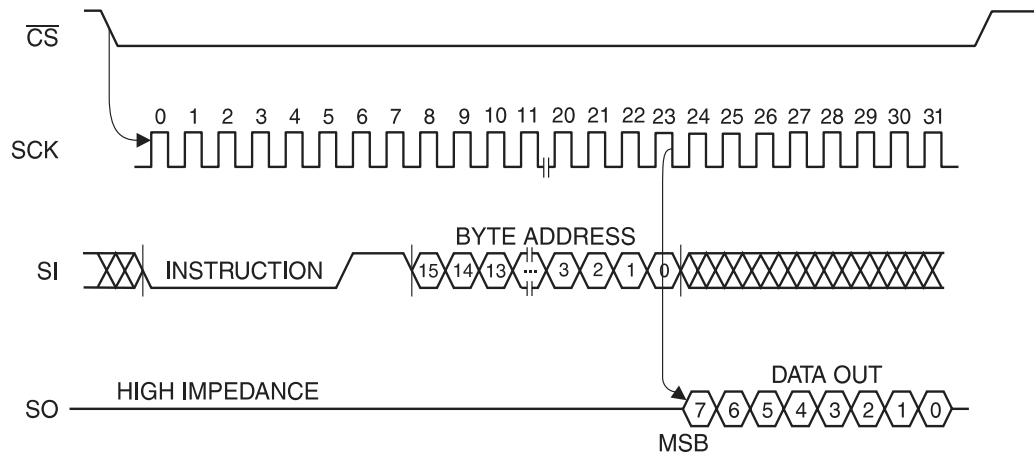 CS
0 1 2 3 4 5 6 7 8 9 10 11 20 21 22 23 24 25 26 27 28 29 30 31
SCK
BYTE ADDRESS
SI
INSTRUCTION
15 14 13 ... 3 2 1 0
DATA OUT
HIGH IMPEDANCE
SO
7 6 5 4 3 2 1 0
MSB